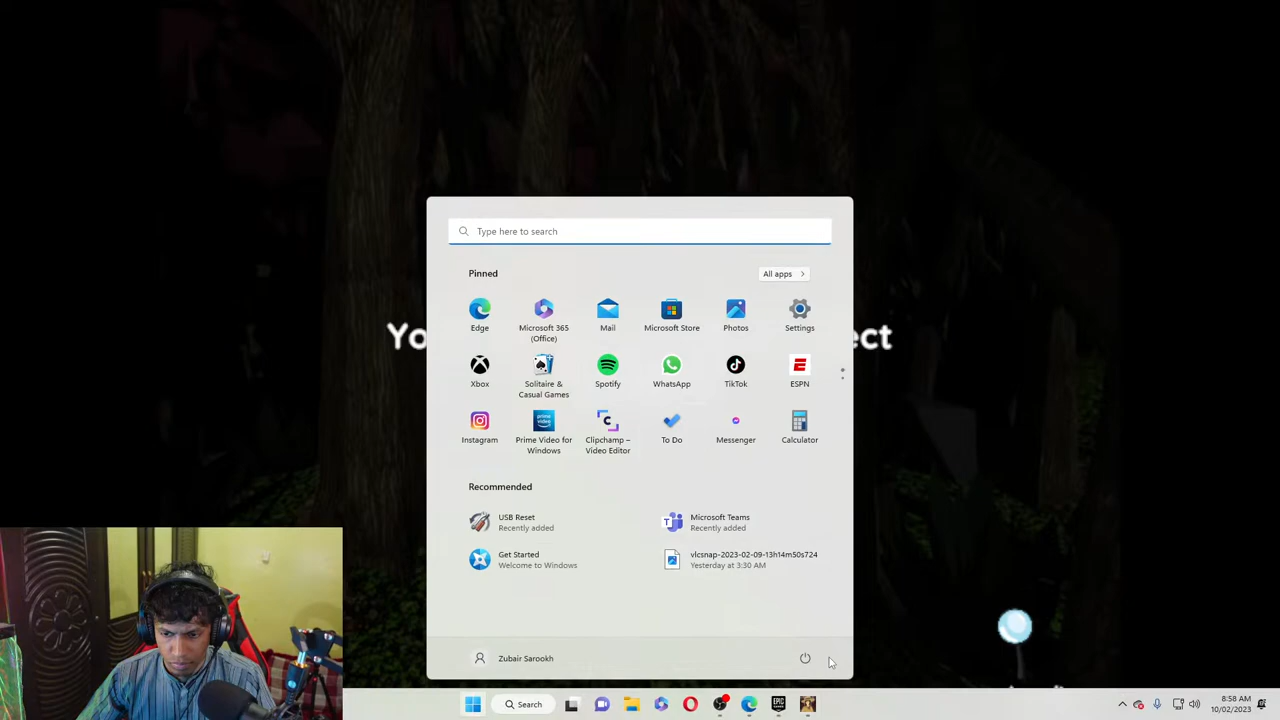 Yo
ect
Type here to search
Pinned
All apps
Edge
Microsoft 365
(Office)
Mail
Microsoft Store
Photos
Settings
Xbox
Solitaire &
Casual Games
Spotify
WhatsApp
TikTok
ESPN
Instagram
Prime Video for
Windows
Clipchamp –
Video Editor
To Do
Messenger
Calculator
Recommended
USB Reset
Recently added
Microsoft Teams
Recently added
Get Started
Welcome to Windows
vlcsnap-2023-02-09-13h14m50s724
Yesterday at 3:30 AM
Zubair Sarookh
Search
8:58 AM
10/02/2023